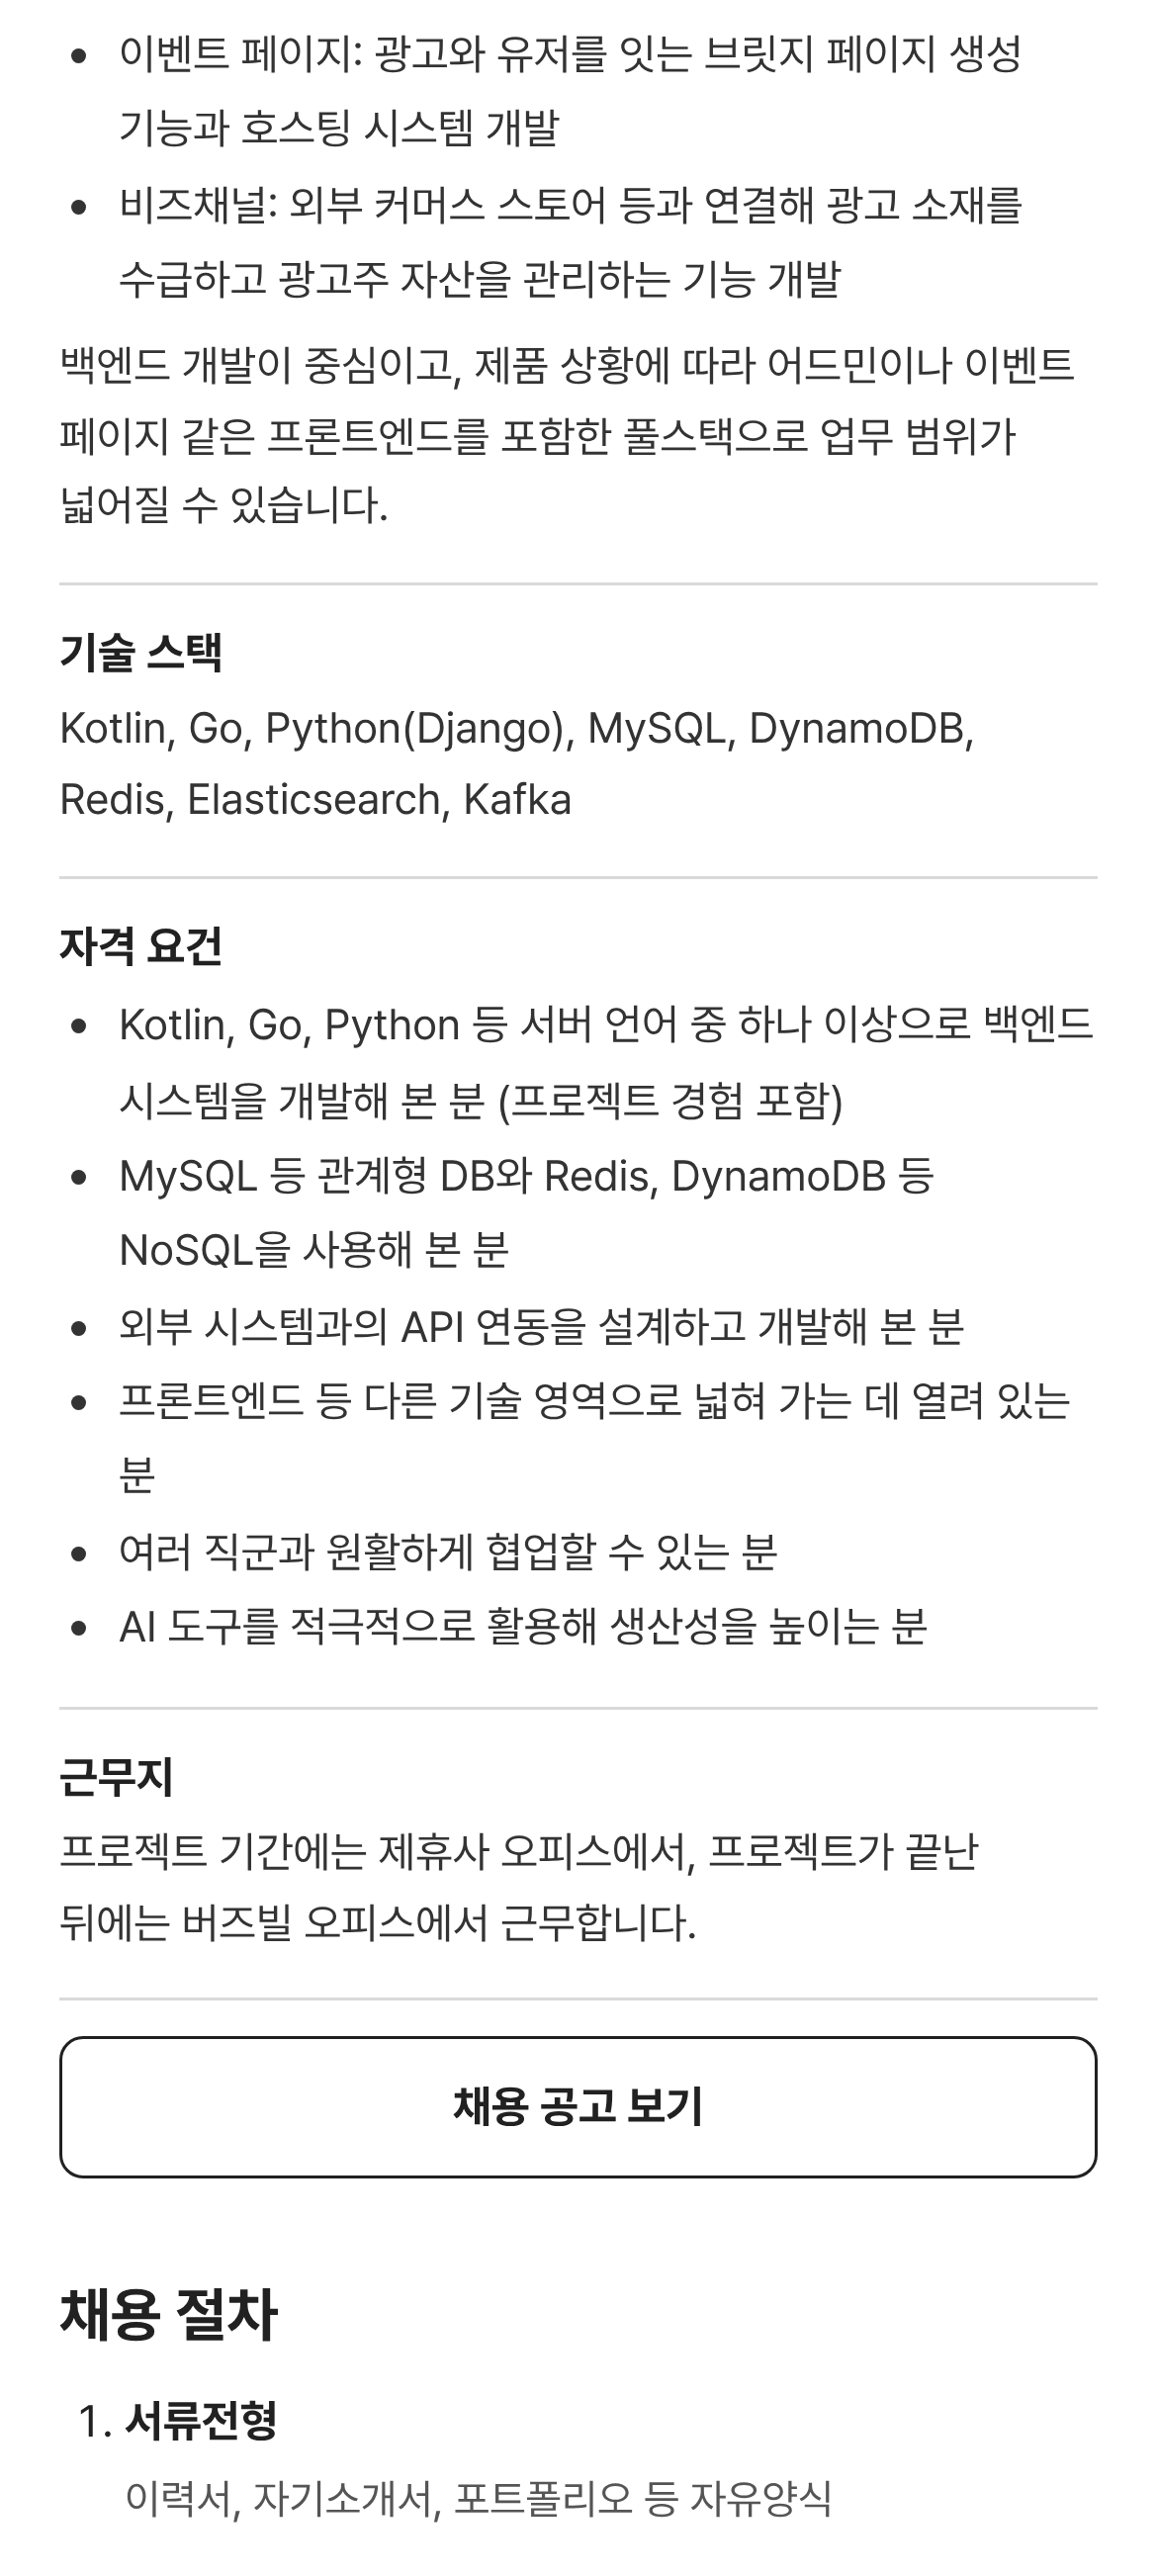 이벤트 페이지: 광고와 유저를 잇는 브릿지 페이지 생성
기능과 호스팅 시스템 개발
비즈채널: 외부 커머스 스토어 등과 연결해 광고 소재를
수급하고 광고주 자산을 관리하는 기능 개발
백엔드 개발이 중심이고, 제품 상황에 따라 어드민이나 이벤트
페이지 같은 프론트엔드를 포함한 풀스택으로 업무 범위가
넓어질 수 있습니다.
기술 스택
Kotlin, Go, Python(Django), MySQL, DynamoDB,
Redis, Elasticsearch, Kafka
자격 요건
Kotlin, Go, Python 등 서버 언어 중 하나 이상으로 백엔드
시스템을 개발해 본 분 (프로젝트 경험 포함)
MySQL 등 관계형 DB와 Redis, DynamoDB 등
NoSQL을 사용해 본 분
외부 시스템과의 API 연동을 설계하고 개발해 본 분
프론트엔드 등 다른 기술 영역으로 넓혀 가는 데 열려 있는
분
여러 직군과 원활하게 협업할 수 있는 분
AI 도구를 적극적으로 활용해 생산성을 높이는 분
근무지
프로젝트 기간에는 제휴사 오피스에서, 프로젝트가 끝난
뒤에는 버즈빌 오피스에서 근무합니다.
채용 공고 보기
채용 절차
1. 서류전형
이력서, 자기소개서, 포트폴리오 등 자유양식